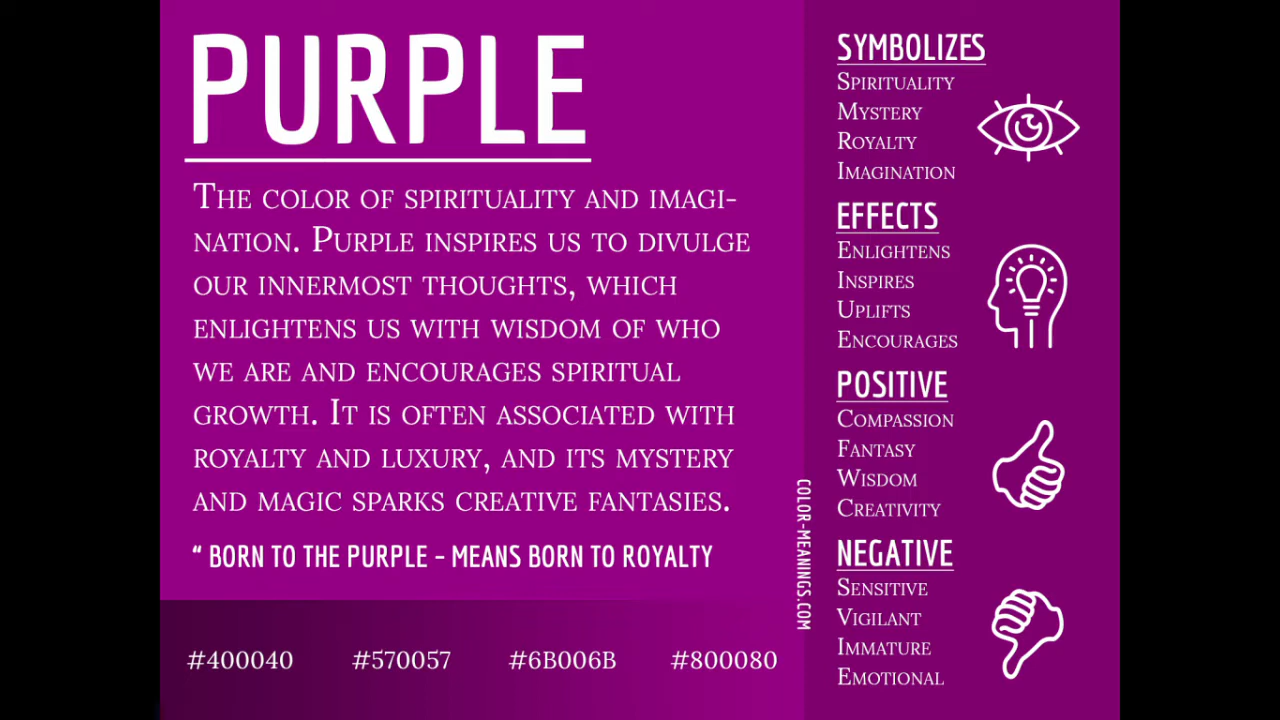 PURPLE
The color of spirituality and imagi-
nation. Purple inspires us to divulge
our innermost thoughts, which
enlightens us with wisdom of who
we are and encourages spiritual
growth. It is often associated with
royalty and luxury, and its mystery
and magic sparks creative fantasies.
“ BORN TO THE PURPLE - MEANS BORN TO ROYALTY
#400040 #570057 #6B006B #800080
COLOR-MEANINGS.COM
SYMBOLIZES
Spirituality
Mystery
Royalty
Imagination
EFFECTS
Enlightens
Inspires
Uplifts
Encourages
POSITIVE
Compassion
Fantasy
Wisdom
Creativity
NEGATIVE
Sensitive
Vigilant
Immature
Emotional